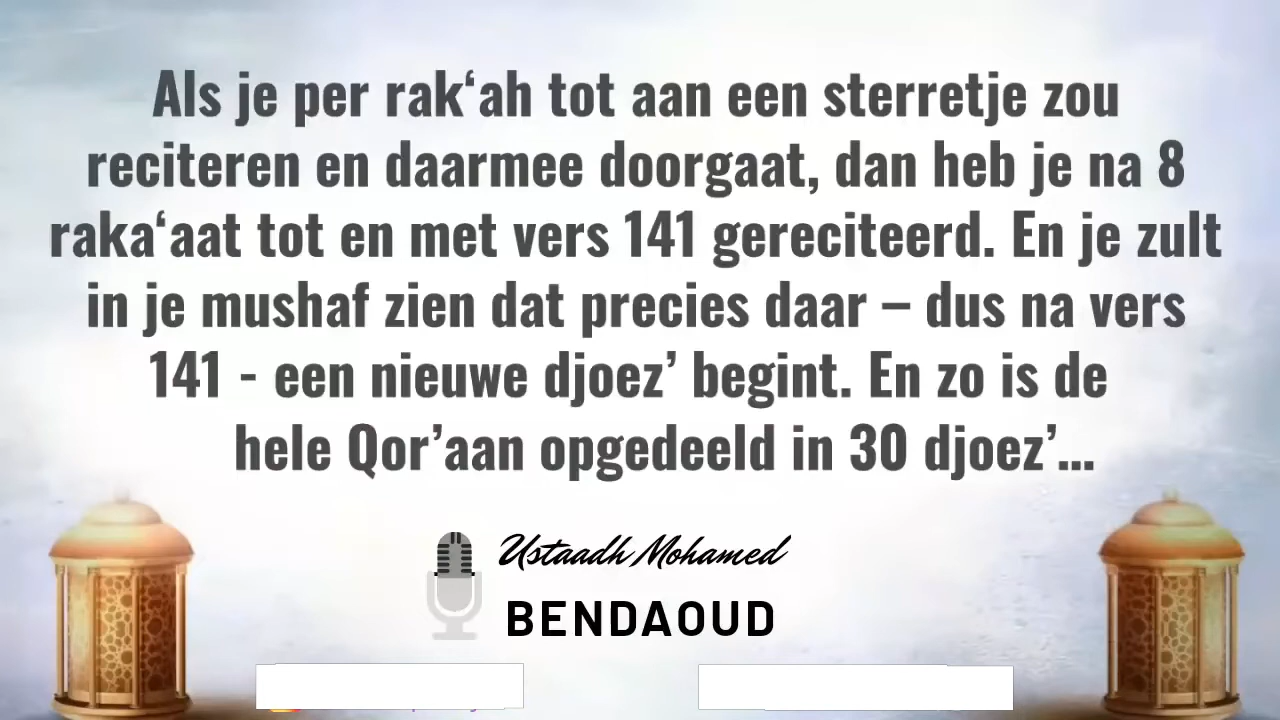 Als je per rak‘ah tot aan een sterretje zou
reciteren en daarmee doorgaat, dan heb je na 8
raka‘aat tot en met vers 141 gereciteerd. En je zult
in je mushaf zien dat precies daar – dus na vers
141 - een nieuwe djoez’ begint. En zo is de
hele Qor’aan opgedeeld in 30 djoez’...
Ustaadh Mohamed
BENDAOUD